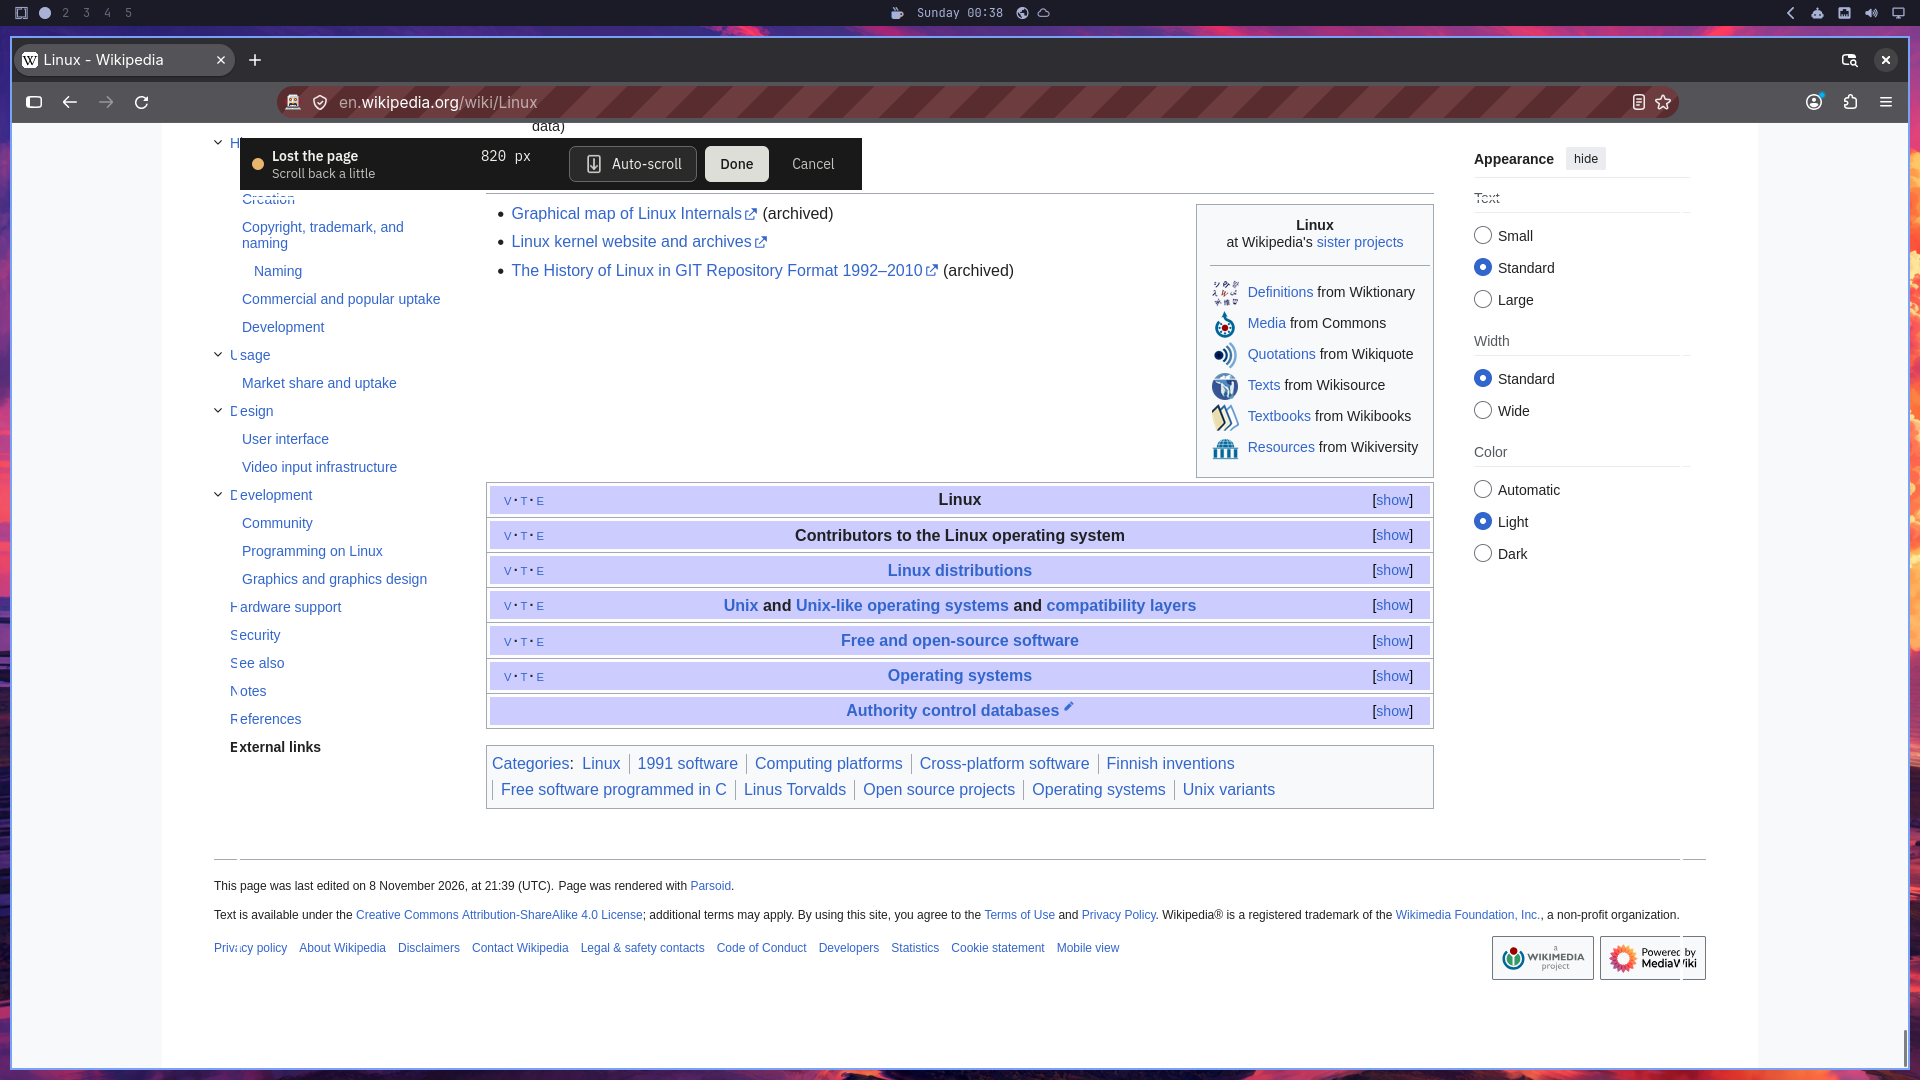 2 3 4 5
Sunday 00:38
Linux - Wikipedia
en.wikipedia.org/wiki/Linux
data)
Lost the page
Scroll back a little
820 px
Auto-scroll
Done
Cancel
Creation
Copyright, trademark, and
naming
Naming
Commercial and popular uptake
Development
Usage
Market share and uptake
Design
User interface
Video input infrastructure
Development
Community
Programming on Linux
Graphics and graphics design
Hardware support
Security
See also
Notes
References
External links
Graphical map of Linux Internals (archived)
Linux kernel website and archives
The History of Linux in GIT Repository Format 1992–2010 (archived)
Linux
at Wikipedia's sister projects
Definitions from Wiktionary
Media from Commons
Quotations from Wikiquote
Texts from Wikisource
Textbooks from Wikibooks
Resources from Wikiversity
V·T·E Linux [show]
V·T·E Contributors to the Linux operating system [show]
V·T·E Linux distributions [show]
V·T·E Unix and Unix-like operating systems and compatibility layers [show]
V·T·E Free and open-source software [show]
V·T·E Operating systems [show]
Authority control databases [show]
Categories: Linux | 1991 software | Computing platforms | Cross-platform software | Finnish inventions
| Free software programmed in C | Linus Torvalds | Open source projects | Operating systems | Unix variants
Appearance hide
Text
Small
Standard
Large
Width
Standard
Wide
Color
Automatic
Light
Dark
This page was last edited on 8 November 2026, at 21:39 (UTC). Page was rendered with Parsoid.
Text is available under the Creative Commons Attribution-ShareAlike 4.0 License; additional terms may apply. By using this site, you agree to the Terms of Use and Privacy Policy. Wikipedia® is a registered trademark of the Wikimedia Foundation, Inc., a non-profit organization.
Privacy policy About Wikipedia Disclaimers Contact Wikipedia Legal & safety contacts Code of Conduct Developers Statistics Cookie statement Mobile view
a
WIKIMEDIA
project
Powered by
MediaWiki